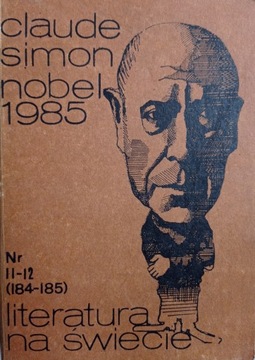 claude
simon
nobel
1985
Nr
11-12
(184-185)
literatura
na świecie